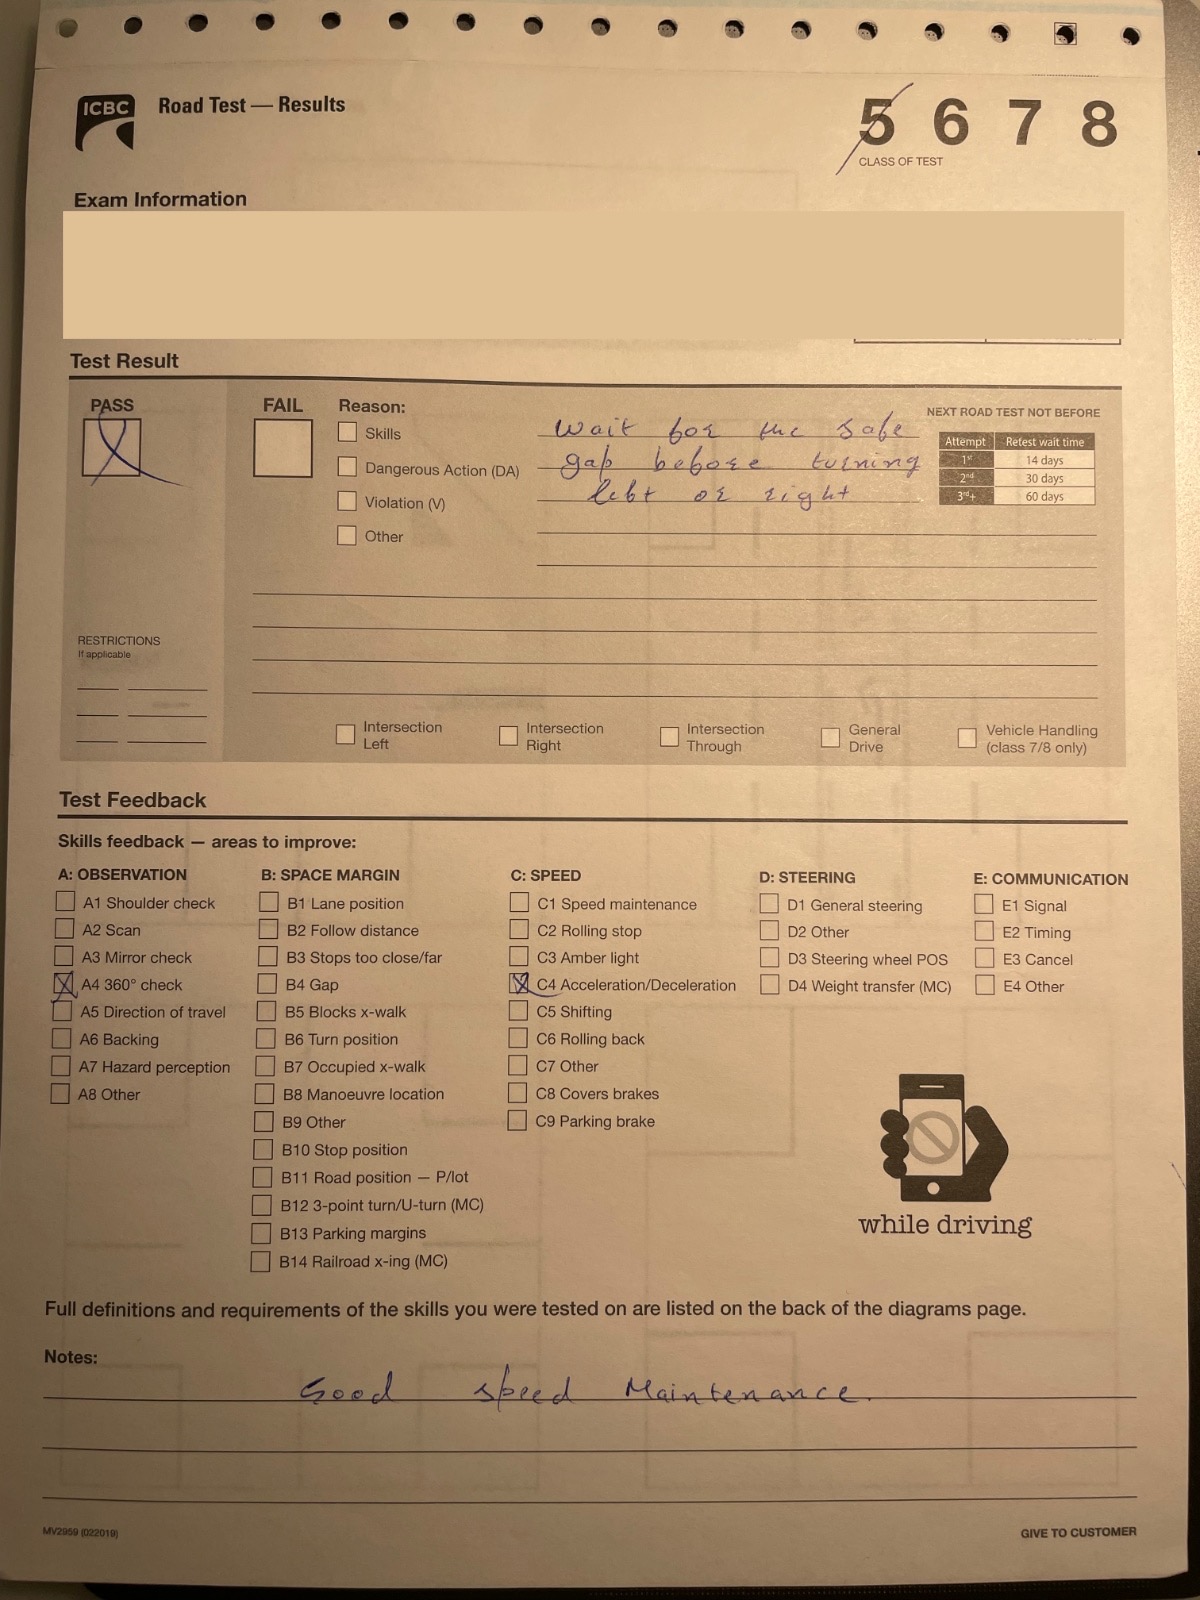 ICBC
Road Test — Results
5 6 7 8
CLASS OF TEST
Exam Information
Test Result
PASS
FAIL
Reason:
Skills
Dangerous Action (DA)
Violation (V)
Other
Wait for the safe
gap before turning
left or right
NEXT ROAD TEST NOT BEFORE
Attempt Retest wait time
1st 14 days
2nd 30 days
3rd+ 60 days
RESTRICTIONS
If applicable
Intersection Left
Intersection Right
Intersection Through
General Drive
Vehicle Handling (class 7/8 only)
Test Feedback
Skills feedback — areas to improve:
A: OBSERVATION
A1 Shoulder check
A2 Scan
A3 Mirror check
A4 360° check
A5 Direction of travel
A6 Backing
A7 Hazard perception
A8 Other
B: SPACE MARGIN
B1 Lane position
B2 Follow distance
B3 Stops too close/far
B4 Gap
B5 Blocks x-walk
B6 Turn position
B7 Occupied x-walk
B8 Manoeuvre location
B9 Other
B10 Stop position
B11 Road position — P/lot
B12 3-point turn/U-turn (MC)
B13 Parking margins
B14 Railroad x-ing (MC)
C: SPEED
C1 Speed maintenance
C2 Rolling stop
C3 Amber light
C4 Acceleration/Deceleration
C5 Shifting
C6 Rolling back
C7 Other
C8 Covers brakes
C9 Parking brake
D: STEERING
D1 General steering
D2 Other
D3 Steering wheel POS
D4 Weight transfer (MC)
E: COMMUNICATION
E1 Signal
E2 Timing
E3 Cancel
E4 Other
while driving
Full definitions and requirements of the skills you were tested on are listed on the back of the diagrams page.
Notes:
Good speed Maintenance.
MV2959 (022019)
GIVE TO CUSTOMER